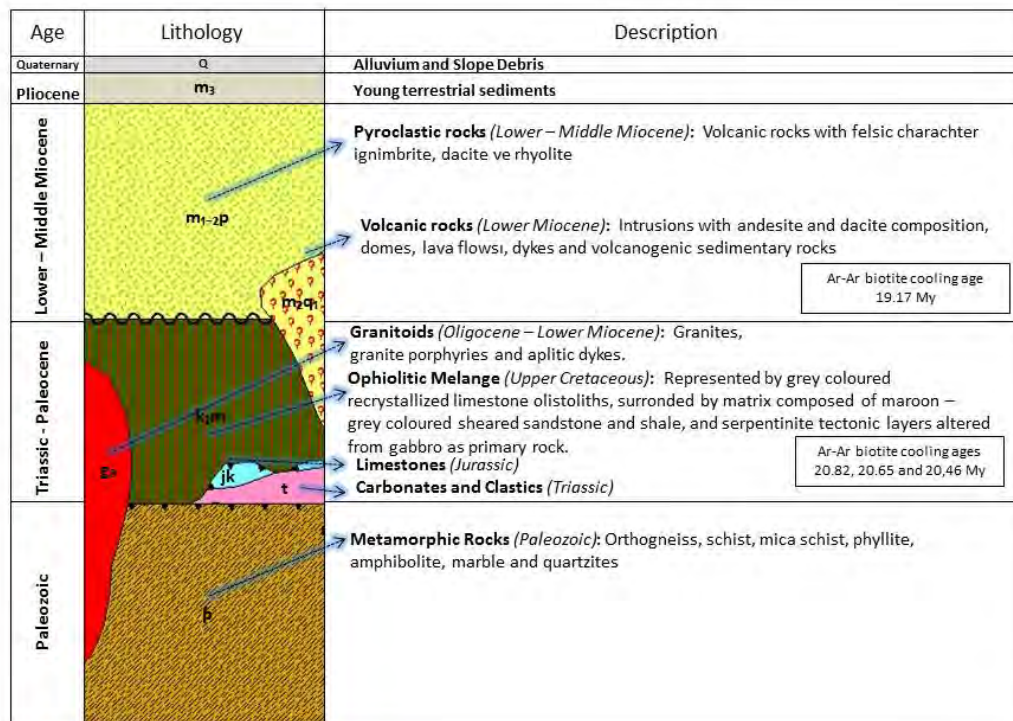 Age Lithology Description
Quaternary Q Alluvium and Slope Debris
Pliocene m3 Young terrestrial sediments
Lower – Middle Miocene
Pyroclastic rocks (Lower – Middle Miocene): Volcanic rocks with felsic charachter
ignimbrite, dacite ve rhyolite
m1-2p
Volcanic rocks (Lower Miocene): Intrusions with andesite and dacite composition,
domes, lava flowsı, dykes and volcanogenic sedimentary rocks
m2q1
Ar-Ar biotite cooling age
19.17 My
Triassic - Paleocene
Granitoids (Oligocene – Lower Miocene): Granites,
granite porphyries and aplitic dykes.
Ophiolitic Melange (Upper Cretaceous): Represented by grey coloured
recrystallized limestone olistoliths, surronded by matrix composed of maroon –
grey coloured sheared sandstone and shale, and serpentinite tectonic layers altered
from gabbro as primary rock.
Ar-Ar biotite cooling ages
20.82, 20.65 and 20,46 My
Limestones (Jurassic)
jk
Carbonates and Clastics (Triassic)
t
Paleozoic
Metamorphic Rocks (Paleozoic): Orthogneiss, schist, mica schist, phyllite,
amphibolite, marble and quartzites